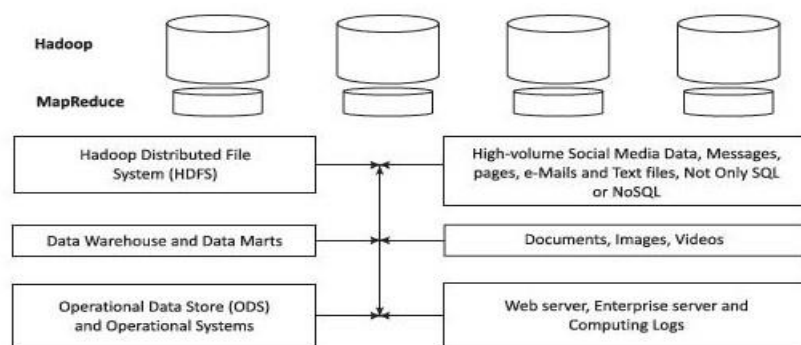 Hadoop
MapReduce
Hadoop Distributed File
System (HDFS)
High-volume Social Media Data, Messages,
pages, e-Mails and Text files, Not Only SQL
or NoSQL
Data Warehouse and Data Marts
Documents, Images, Videos
Operational Data Store (ODS)
and Operational Systems
Web server, Enterprise server and
Computing Logs